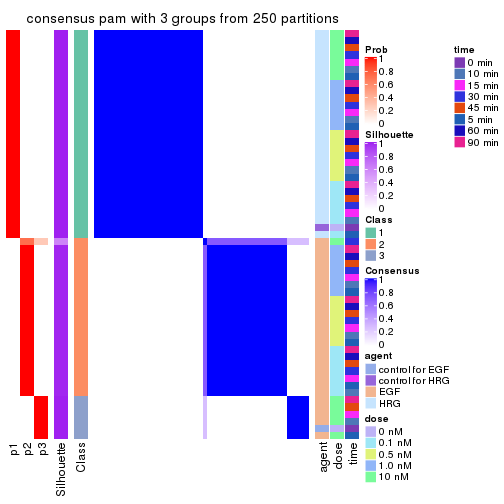 consensus pam with 3 groups from 250 partitions
Prob
1
0.8
0.6
0.4
0.2
0
Silhouette
1
0.8
0.6
0.4
0.2
0
Class
1
2
3
Consensus
1
0.8
0.6
0.4
0.2
0
agent
control for EGF
control for HRG
EGF
HRG
dose
0 nM
0.1 nM
0.5 nM
1.0 nM
10 nM
time
0 min
10 min
15 min
30 min
45 min
5 min
60 min
90 min
p1
p2
p3
Silhouette
Class
agent
dose
time